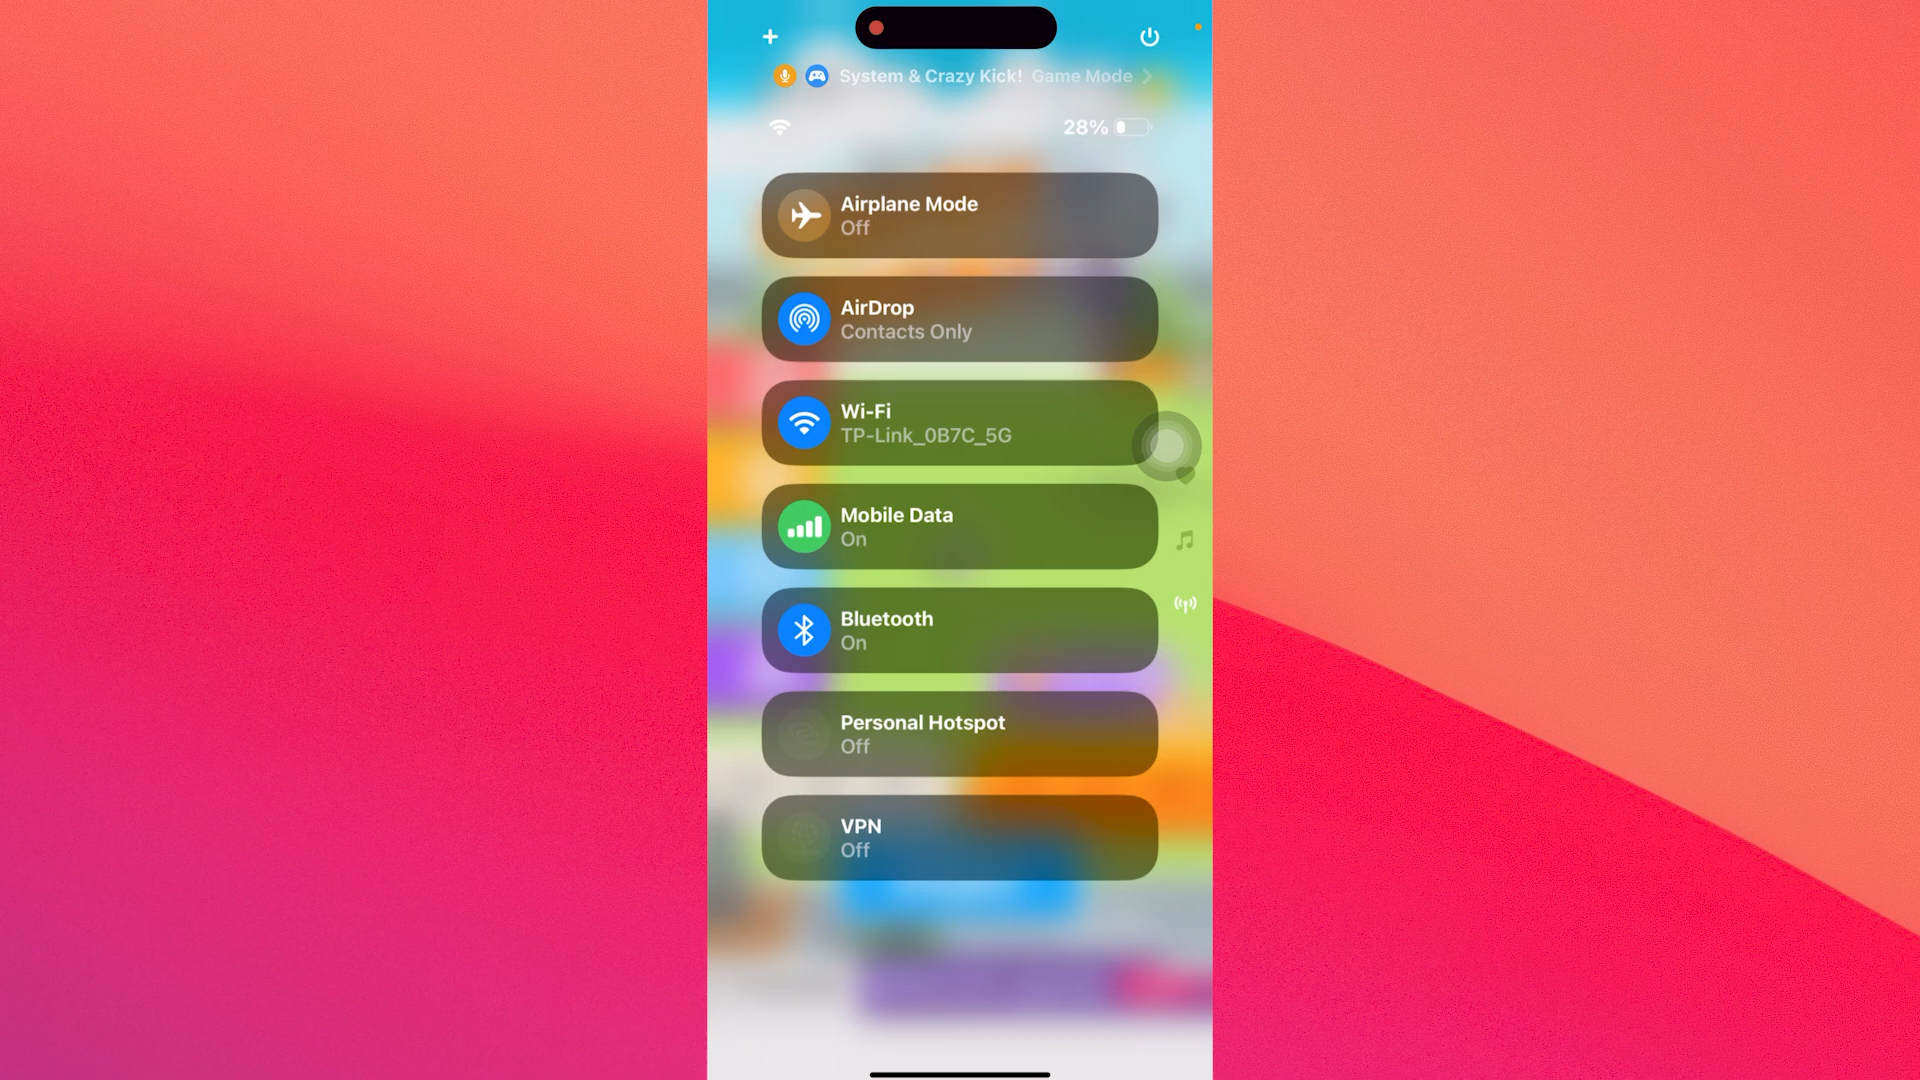 System & Crazy Kick! Game Mode
28%
Airplane Mode
Off
AirDrop
Contacts Only
Wi-Fi
TP-Link_0B7C_5G
Mobile Data
On
Bluetooth
On
Personal Hotspot
Off
VPN
Off